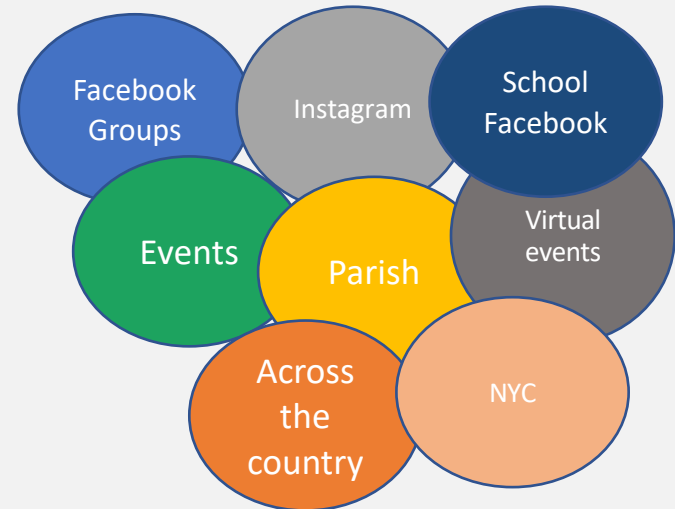 Facebook
Groups
Instagram
School
Facebook
Events
Parish
Virtual
events
Across
the
country
NYC